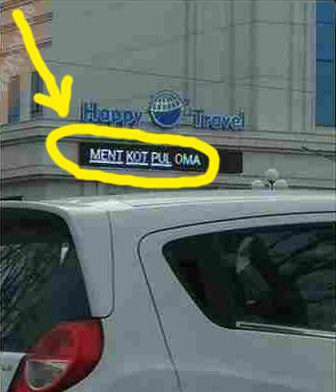 Happy Travel
MENT KOT PUL OMA